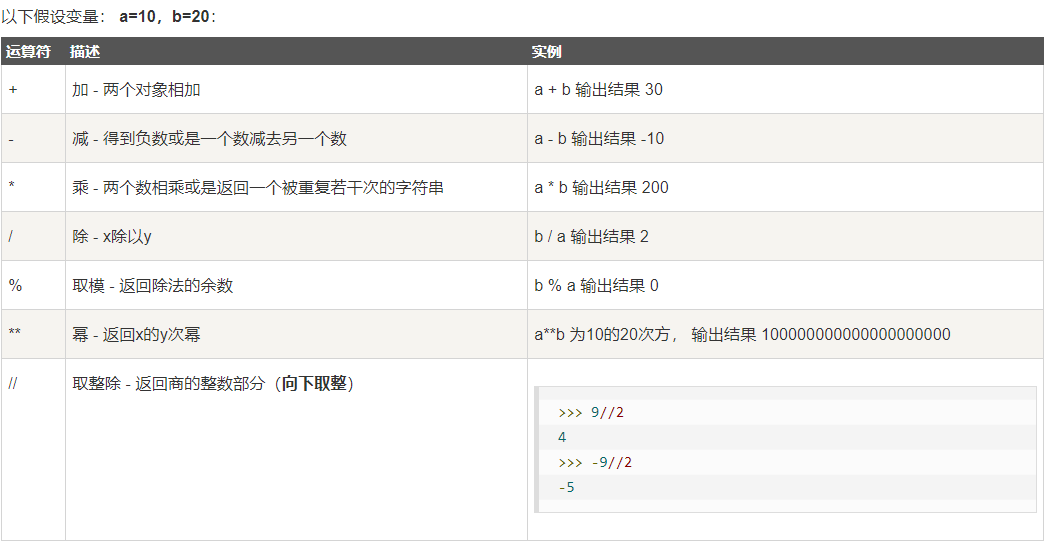 以下假设变量： a=10，b=20：
运算符 描述 实例
+ 加 - 两个对象相加 a + b 输出结果 30
- 减 - 得到负数或是一个数减去另一个数 a - b 输出结果 -10
* 乘 - 两个数相乘或是返回一个被重复若干次的字符串 a * b 输出结果 200
/ 除 - x除以y b / a 输出结果 2
% 取模 - 返回除法的余数 b % a 输出结果 0
** 幂 - 返回x的y次幂 a**b 为10的20次方， 输出结果 100000000000000000000
// 取整除 - 返回商的整数部分（向下取整）
>>> 9//2
4
>>> -9//2
-5